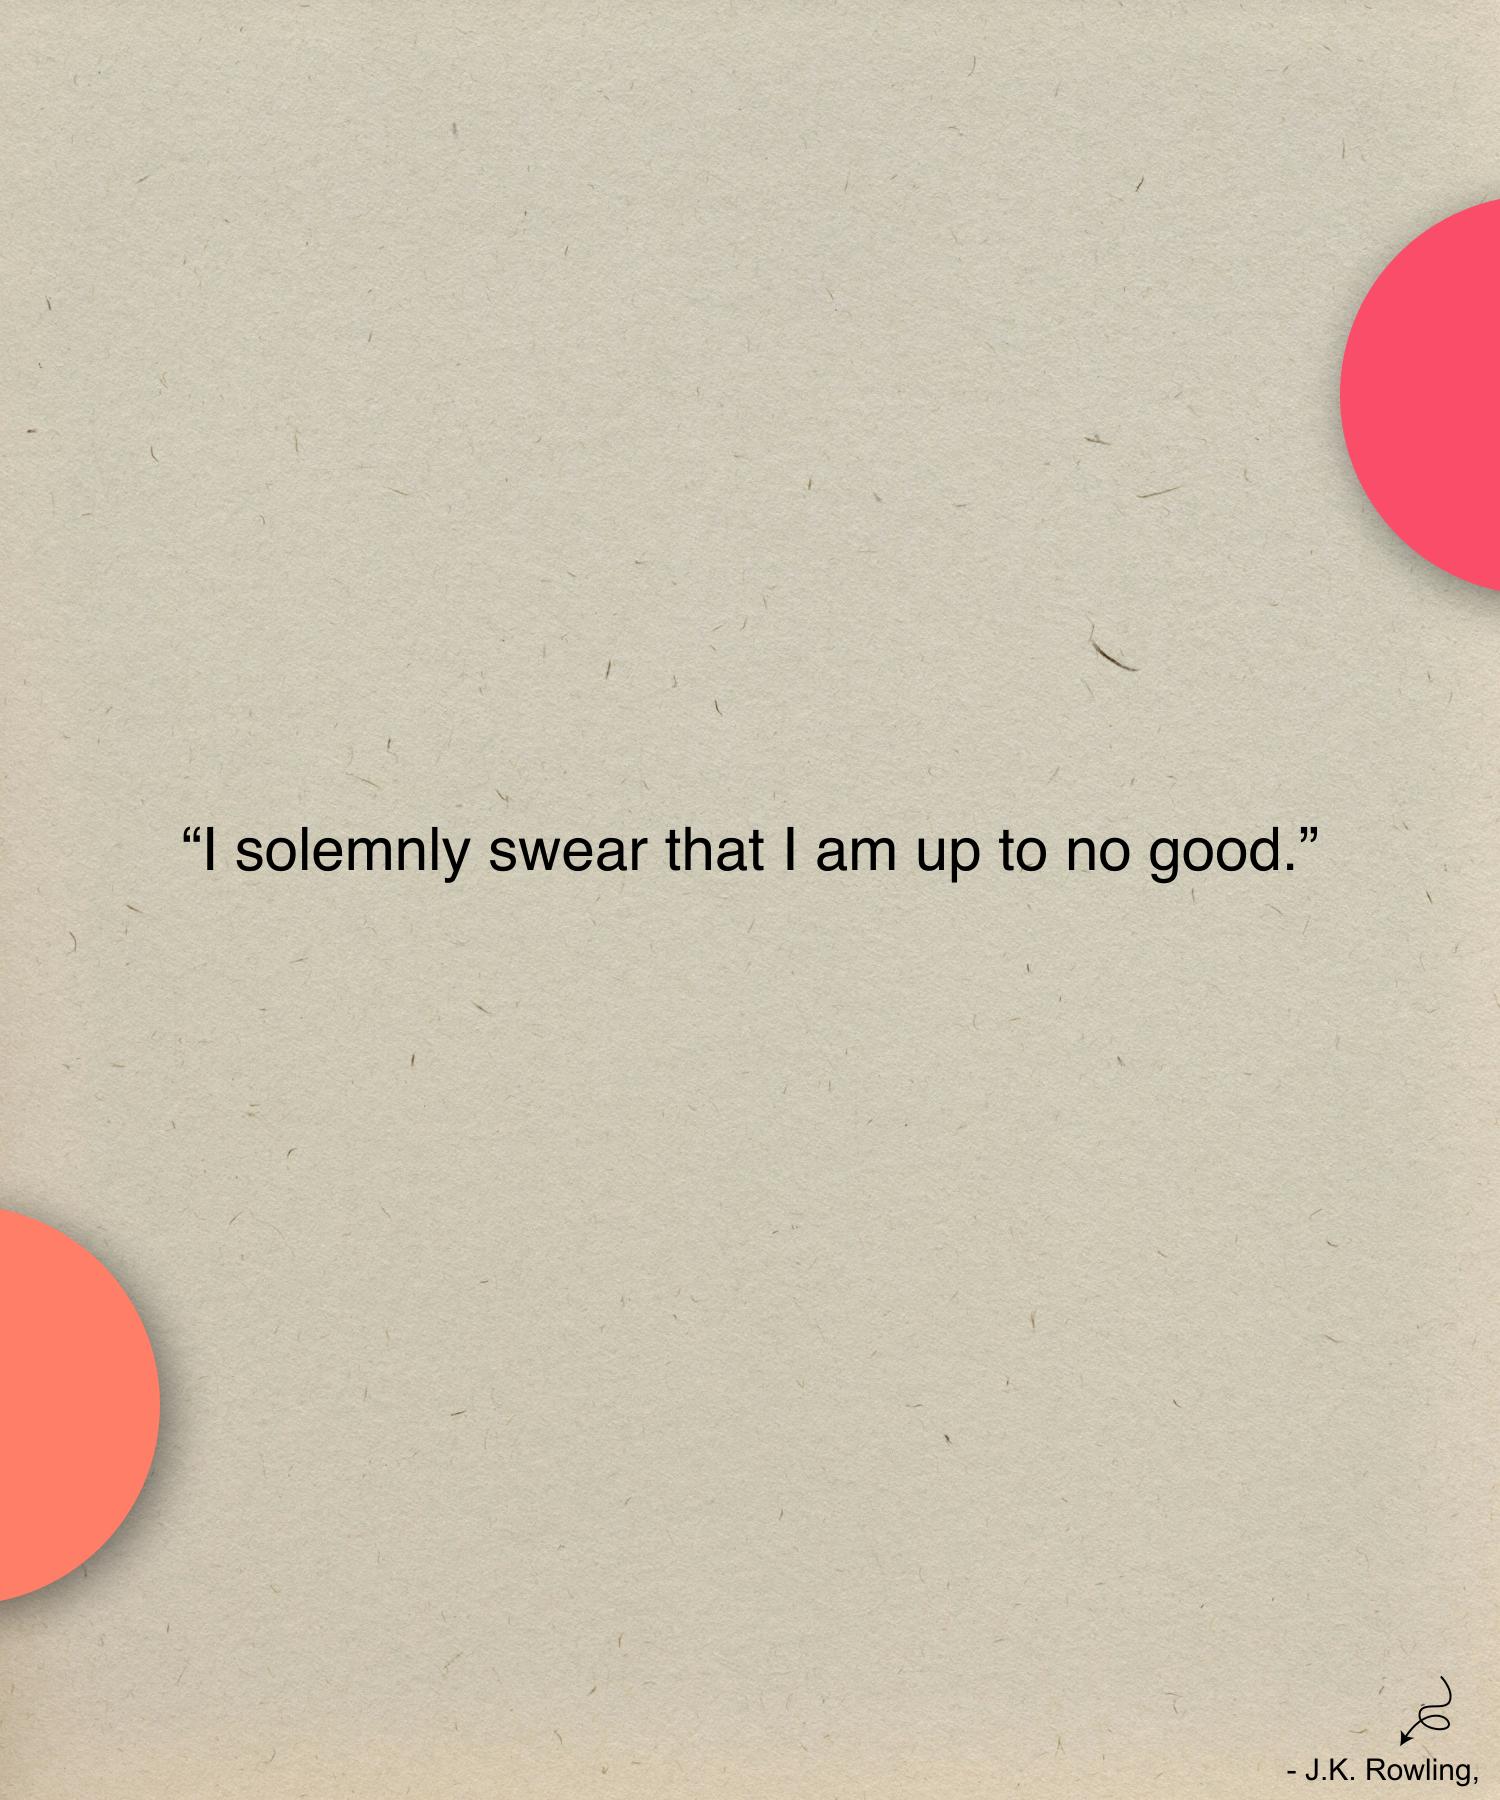 “I solemnly swear that I am up to no good.”
- J.K. Rowling,